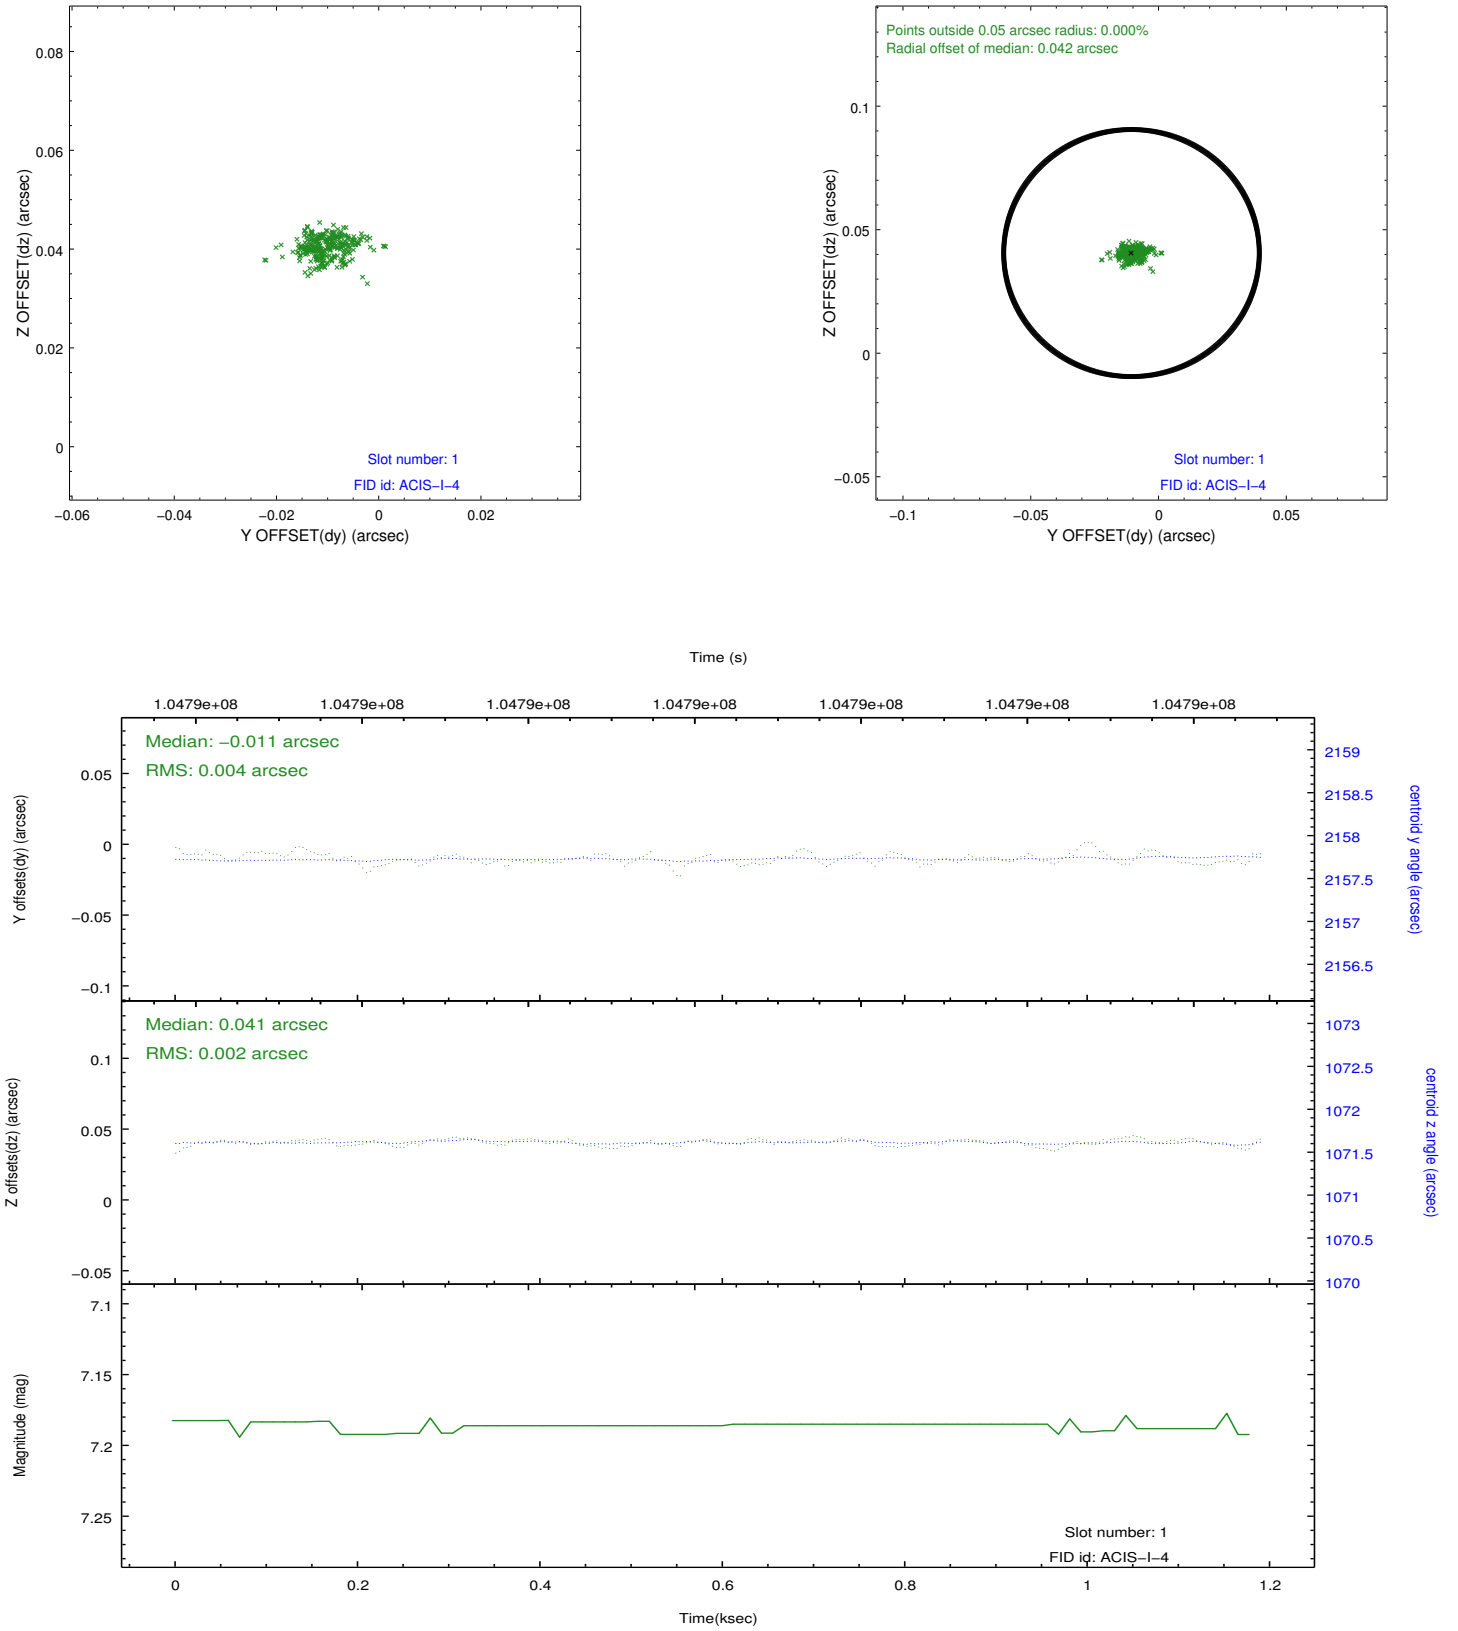 0.08
0.06
0.04
0.02
0
Z OFFSET(dz) (arcsec)
Slot number: 1
FID id: ACIS−I−4
−0.06 −0.04 −0.02 0 0.02
Y OFFSET(dy) (arcsec)
Points outside 0.05 arcsec radius: 0.000%
Radial offset of median: 0.042 arcsec
0.1
0.05
0
−0.05
Z OFFSET(dz) (arcsec)
Slot number: 1
FID id: ACIS−I−4
−0.1 −0.05 0 0.05
Y OFFSET(dy) (arcsec)
Time (s)
1.0479e+08 1.0479e+08 1.0479e+08 1.0479e+08 1.0479e+08 1.0479e+08 1.0479e+08
Median: −0.011 arcsec
RMS: 0.004 arcsec
0.05
0
−0.05
−0.1
Y offsets(dy) (arcsec)
2159
2158.5
2158
2157.5
2157
2156.5
centroid y angle (arcsec)
Median: 0.041 arcsec
RMS: 0.002 arcsec
0.1
0.05
0
−0.05
Z offsets(dz) (arcsec)
1073
1072.5
1072
1071.5
1071
1070.5
1070
centroid z angle (arcsec)
7.1
7.15
7.2
7.25
Magnitude (mag)
Slot number: 1
FID id: ACIS−I−4
0 0.2 0.4 0.6 0.8 1 1.2
Time(ksec)